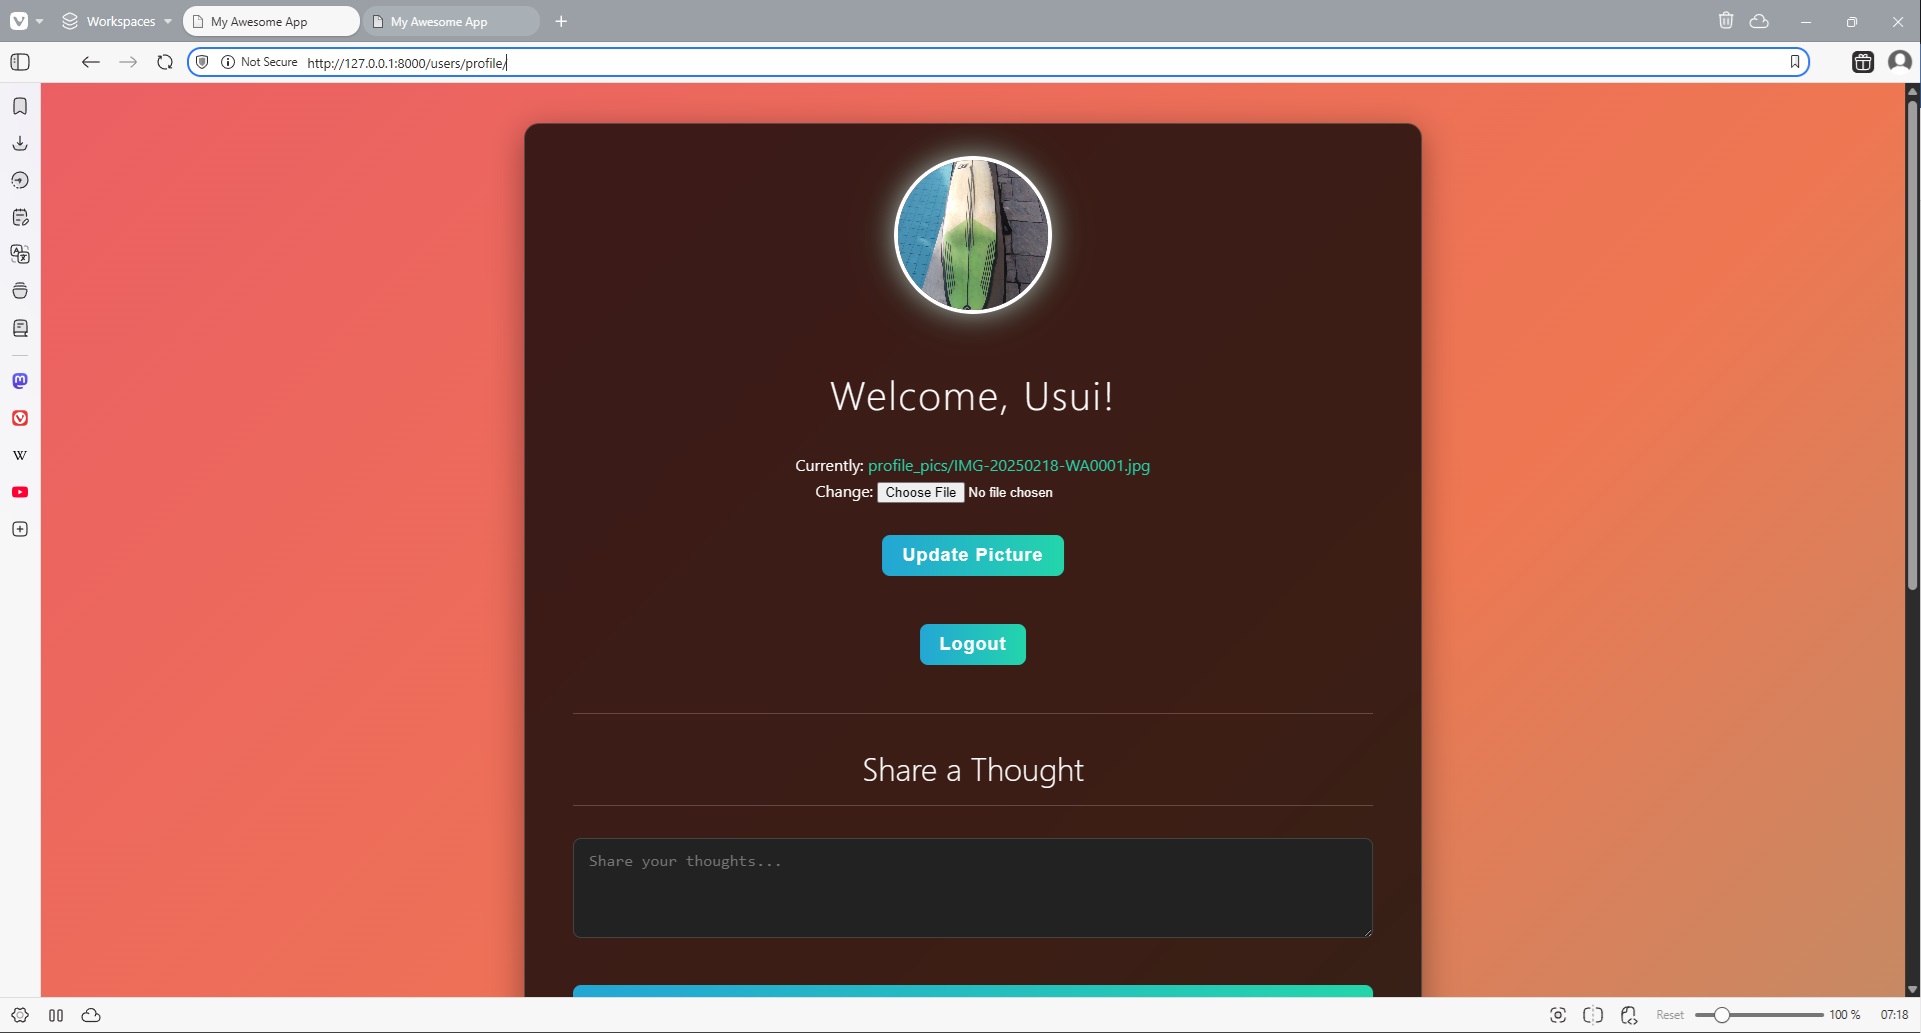 Workspaces
My Awesome App
My Awesome App
Not Secure
http://127.0.0.1:8000/users/profile/
Welcome, Usui!
Currently: profile_pics/IMG-20250218-WA0001.jpg
Change: Choose File No file chosen
Update Picture
Logout
Share a Thought
Share your thoughts...
Reset
100 %
07:18